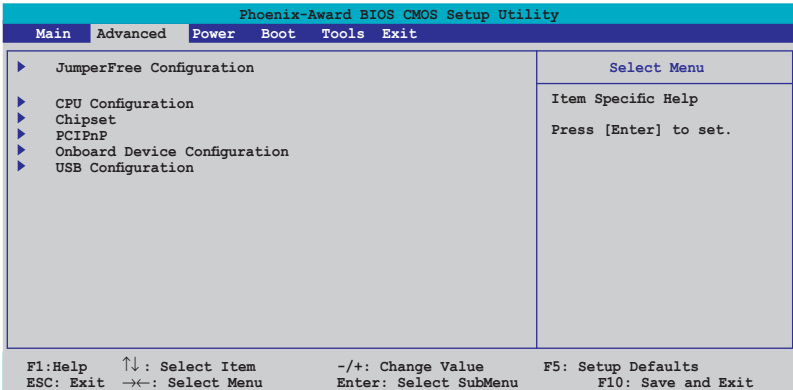 Phoenix-Award BIOS CMOS Setup Utility
Main Advanced Power Boot Tools Exit
JumperFree Configuration
CPU Configuration
Chipset
PCIPnP
Onboard Device Configuration
USB Configuration
Select Menu
Item Specific Help
Press [Enter] to set.
F1:Help ↑↓: Select Item -/+: Change Value F5: Setup Defaults
ESC: Exit →←: Select Menu Enter: Select SubMenu F10: Save and Exit